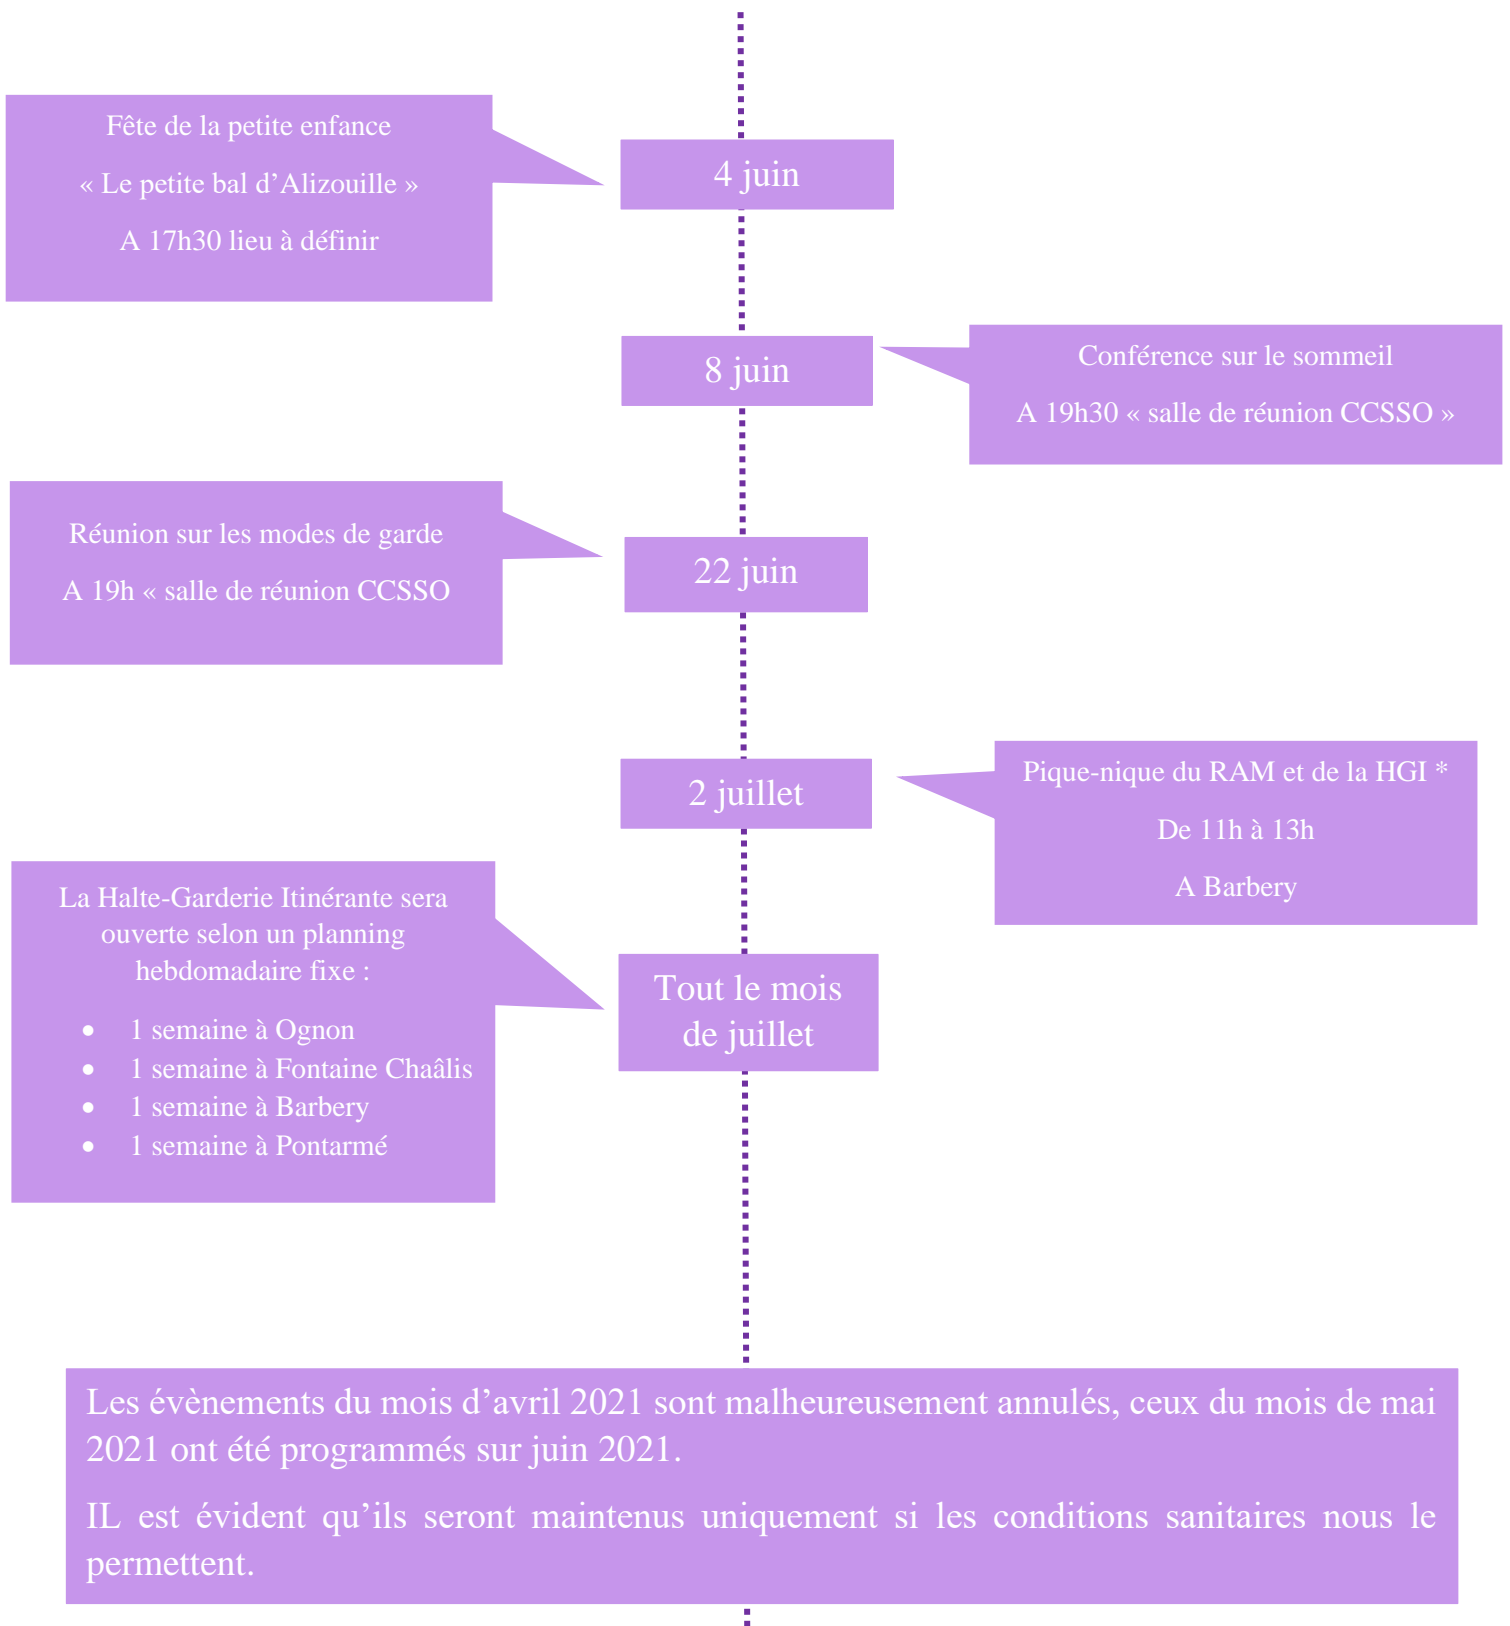 Fête de la petite enfance
« Le petite bal d’Alizouille »
A 17h30 lieu à définir
4 juin
8 juin
Conférence sur le sommeil
A 19h30 « salle de réunion CCSSO »
Réunion sur les modes de garde
A 19h « salle de réunion CCSSO
22 juin
2 juillet
Pique-nique du RAM et de la HGI *
De 11h à 13h
A Barbery
La Halte-Garderie Itinérante sera
ouverte selon un planning
hebdomadaire fixe :
• 1 semaine à Ognon
• 1 semaine à Fontaine Chaâlis
• 1 semaine à Barbery
• 1 semaine à Pontarmé
Tout le mois
de juillet
Les évènements du mois d’avril 2021 sont malheureusement annulés, ceux du mois de mai
2021 ont été programmés sur juin 2021.
IL est évident qu’ils seront maintenus uniquement si les conditions sanitaires nous le
permettent.